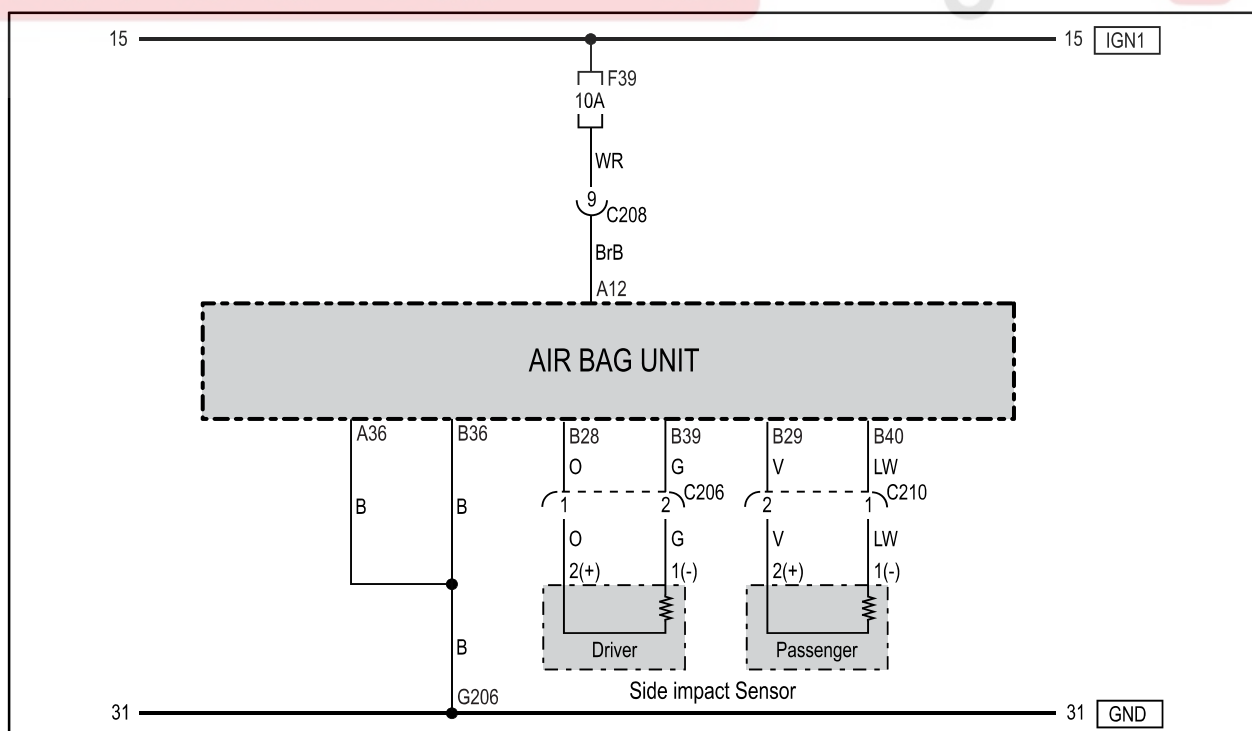 15
15 IGN1
F39
10A
WR
9
C208
BrB
A12
AIR BAG UNIT
A36 B36 B28 B39 B29 B40
O G V LW
C206 C210
B B 1 2 2 1
O G V LW
2(+) 1(-) 2(+) 1(-)
B Driver Passenger
Side impact Sensor
G206
31
31 GND